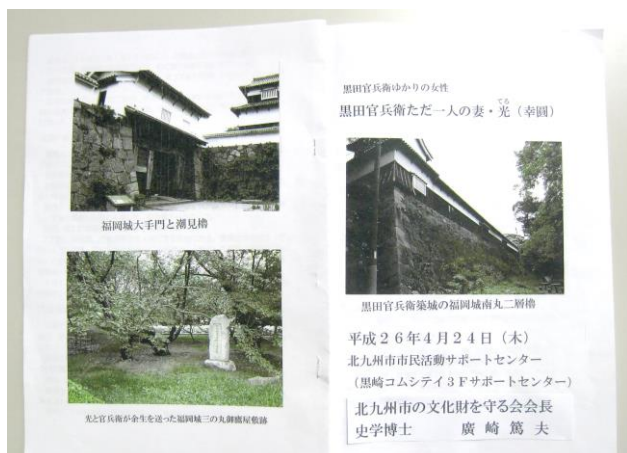 福岡城大手門と潮見櫓
光と官兵衛が余生を送った福岡城三の丸御鷹屋敷跡
黒田官兵衛ゆかりの女性
てる
黒田官兵衛ただ一人の妻・光（幸圓）
黒田官兵衛築城の福岡城南丸二層櫓
平成２６年４月２４日（木）
北九州市市民活動サポートセンター
（黒崎コムシテイ３Ｆサポートセンター）
北九州市の文化財を守る会会長
史学博士 廣崎篤夫